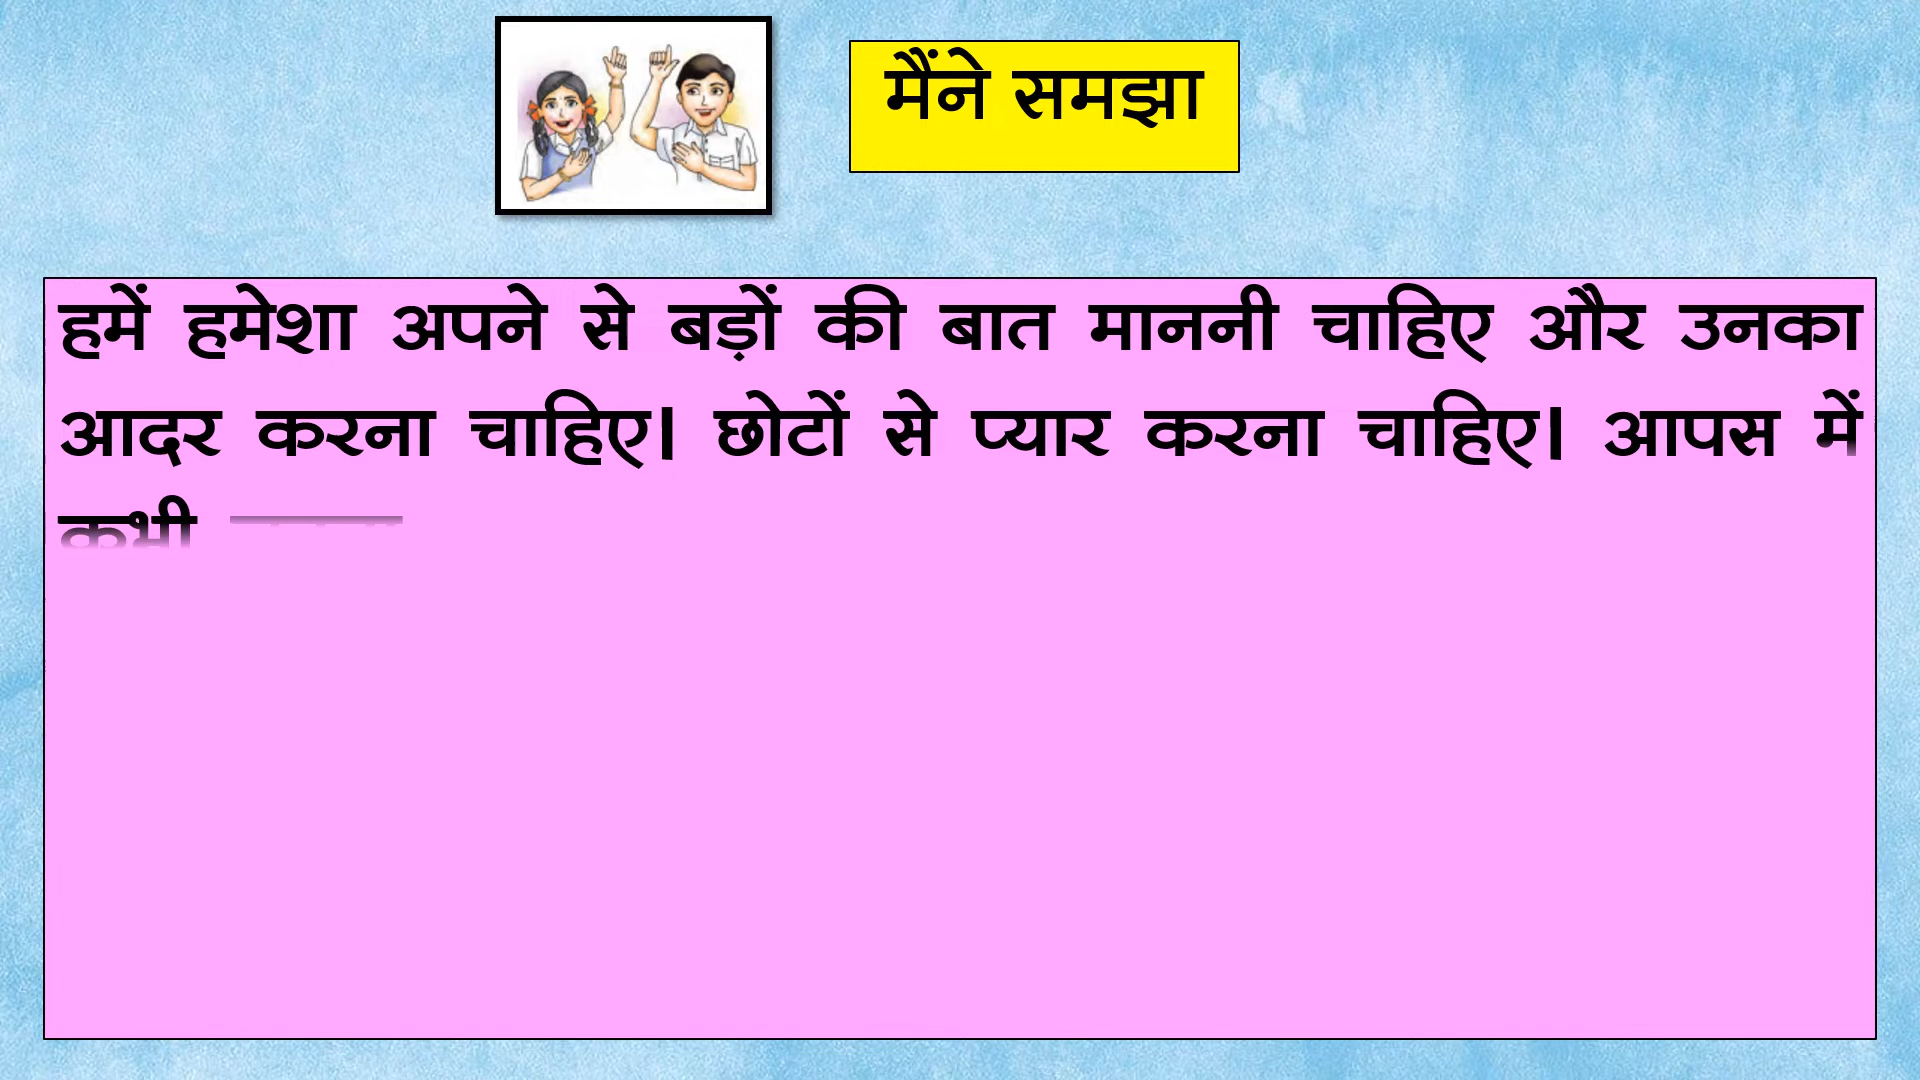 मैंने समझा
हमें हमेशा अपने से बड़ों की बात माननी चाहिए और उनका
आदर करना चाहिए। छोटों से प्यार करना चाहिए। आपस में
कभी